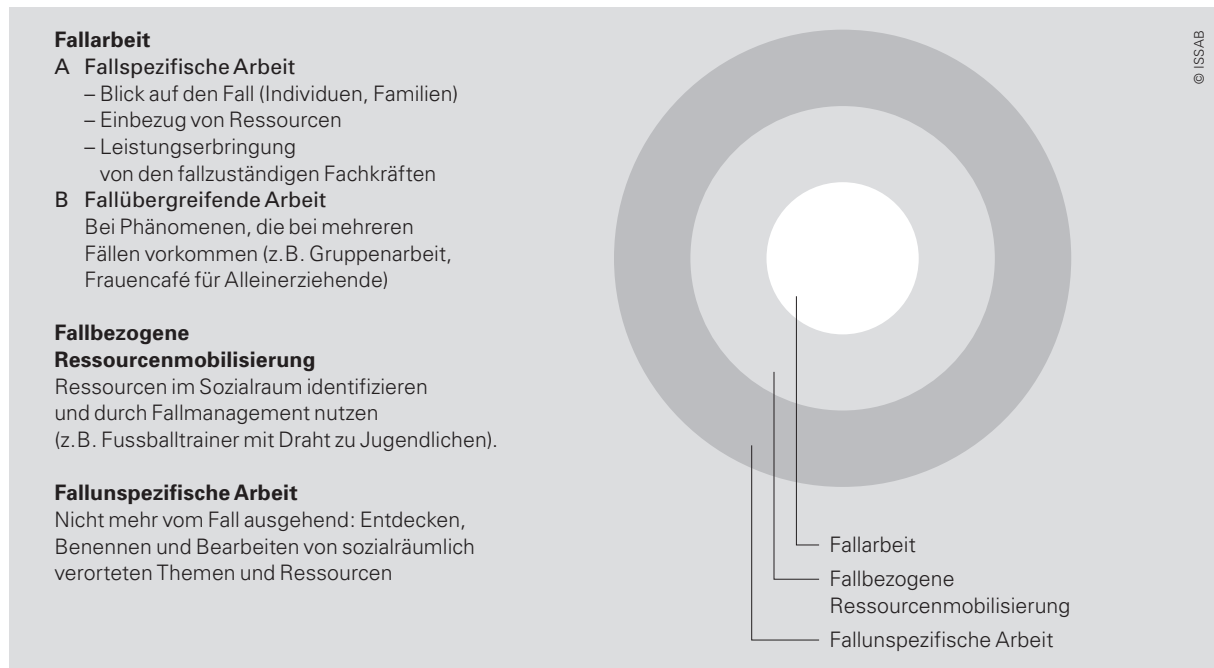 Fallarbeit
A Fallspezifische Arbeit
– Blick auf den Fall (Individuen, Familien)
– Einbezug von Ressourcen
– Leistungserbringung
von den fallzuständigen Fachkräften
B Fallübergreifende Arbeit
Bei Phänomenen, die bei mehreren
Fällen vorkommen (z.B. Gruppenarbeit,
Frauencafé für Alleinerziehende)
Fallbezogene
Ressourcenmobilisierung
Ressourcen im Sozialraum identifizieren
und durch Fallmanagement nutzen
(z.B. Fussballtrainer mit Draht zu Jugendlichen).
Fallunspezifische Arbeit
Nicht mehr vom Fall ausgehend: Entdecken,
Benennen und Bearbeiten von sozialräumlich
verorteten Themen und Ressourcen
Fallarbeit
Fallbezogene
Ressourcenmobilisierung
Fallunspezifische Arbeit
© ISSAB